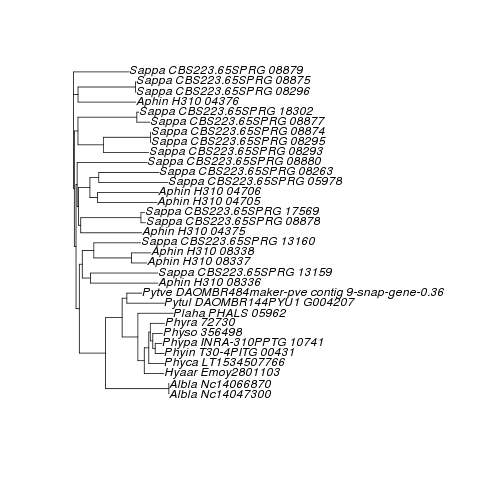 Sappa CBS223.65SPRG 08879
Sappa CBS223.65SPRG 08875
Sappa CBS223.65SPRG 08296
Aphin H310 04376
Sappa CBS223.65SPRG 18302
Sappa CBS223.65SPRG 08877
Sappa CBS223.65SPRG 08874
Sappa CBS223.65SPRG 08295
Sappa CBS223.65SPRG 08293
Sappa CBS223.65SPRG 08880
Sappa CBS223.65SPRG 08263
Sappa CBS223.65SPRG 05978
Aphin H310 04706
Aphin H310 04705
Sappa CBS223.65SPRG 17569
Sappa CBS223.65SPRG 08878
Aphin H310 04375
Sappa CBS223.65SPRG 13160
Aphin H310 08338
Aphin H310 08337
Sappa CBS223.65SPRG 13159
Aphin H310 08336
Pytve DAOMBR484maker-pve contig 9-snap-gene-0.36
Pytul DAOMBR144PYU1 G004207
Plaha PHALS 05962
Phyra 72730
Physo 356498
Phypa INRA-310PPTG 10741
Phyin T30-4PITG 00431
Phyca LT1534507766
Hyaar Emoy2801103
Albla Nc14066870
Albla Nc14047300